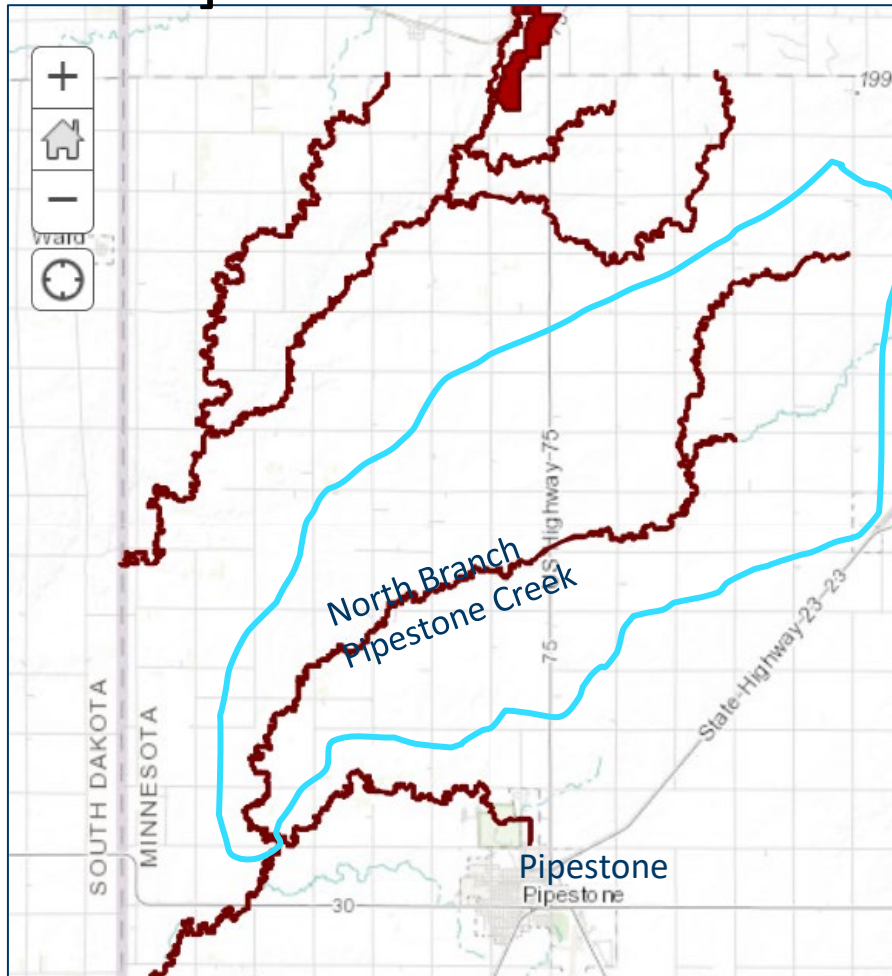 +
199
−
Ward
US-Highway-75
North Branch
Pipestone Creek
75
State-Highway-23-23
SOUTH DAKOTA
MINNESOTA
Pipestone
Pipestone
30